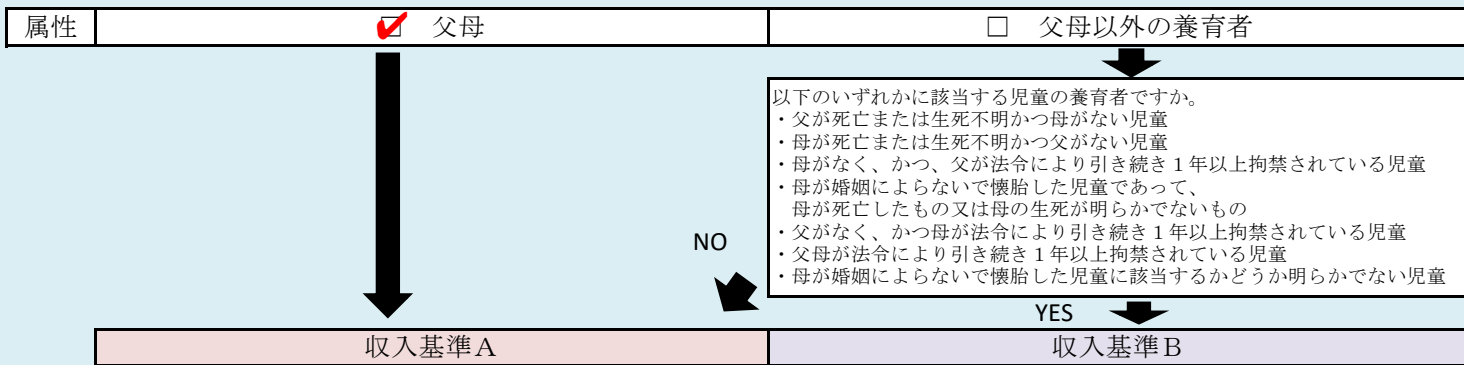 属性
☑ 父母
□ 父母以外の養育者
以下のいずれかに該当する児童の養育者ですか。
・父が死亡または生死不明かつ母がない児童
・母が死亡または生死不明かつ父がない児童
・母がなく、かつ、父が法令により引き続き１年以上拘禁されている児童
・母が婚姻によらないで懐胎した児童であって、
母が死亡したもの又は母の生死が明らかでないもの
・父がなく、かつ母が法令により引き続き１年以上拘禁されている児童
・父母が法令により引き続き１年以上拘禁されている児童
・母が婚姻によらないで懐胎した児童に該当するかどうか明らかでない児童
NO
YES
収入基準Ａ
収入基準Ｂ